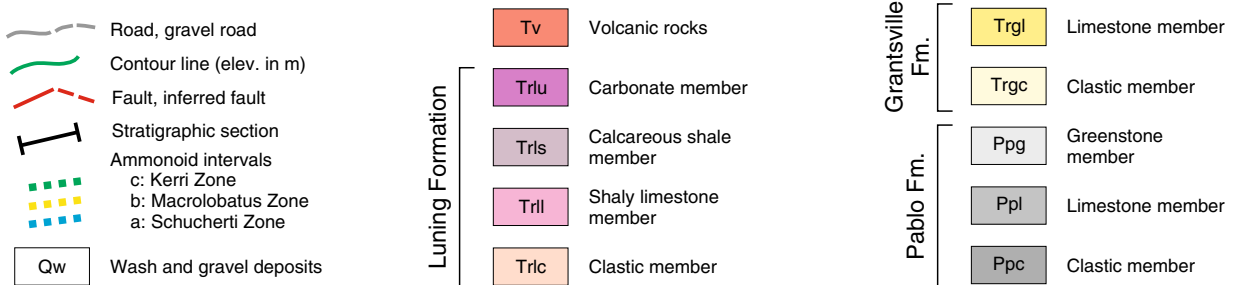 Road, gravel road
Contour line (elev. in m)
Fault, inferred fault
Stratigraphic section
Ammonoid intervals
c: Kerri Zone
b: Macrolobatus Zone
a: Schucherti Zone
Qw Wash and gravel deposits
Tv Volcanic rocks
Luning Formation
Trlu Carbonate member
Trls Calcareous shale
member
Trll Shaly limestone
member
Trlc Clastic member
Grantsville
Fm.
Trgl Limestone member
Trgc Clastic member
Pablo Fm.
Ppg Greenstone
member
Ppl Limestone member
Ppc Clastic member